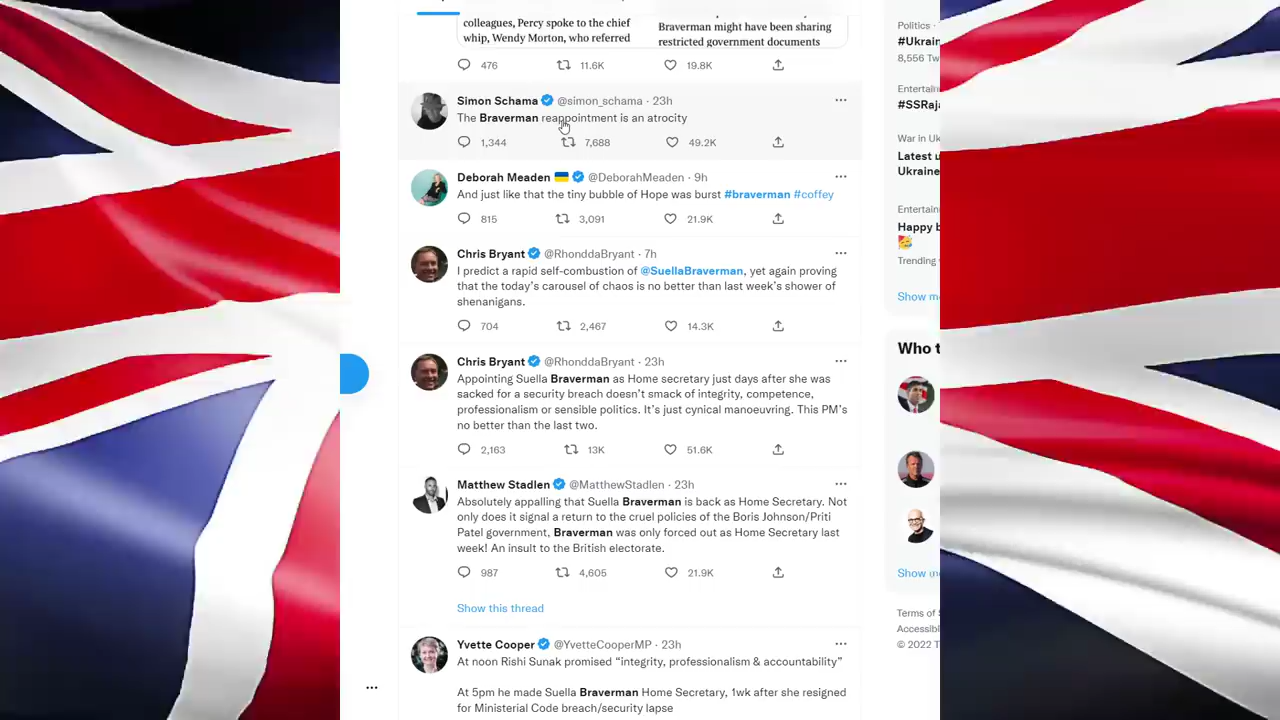 colleagues, Percy spoke to the chief
whip, Wendy Morton, who referred
Braverman might have been sharing
restricted government documents
476 11.6K 19.8K
Simon Schama @simon_schama · 23h
The Braverman reappointment is an atrocity
1,344 7,688 49.2K
Deborah Meaden @DeborahMeaden · 9h
And just like that the tiny bubble of Hope was burst #braverman #coffey
815 3,091 21.9K
Chris Bryant @RhonddaBryant · 7h
I predict a rapid self-combustion of @SuellaBraverman, yet again proving
that the today's carousel of chaos is no better than last week's shower of
shenanigans.
704 2,467 14.3K
Chris Bryant @RhonddaBryant · 23h
Appointing Suella Braverman as Home secretary just days after she was
sacked for a security breach doesn't smack of integrity, competence,
professionalism or sensible politics. It's just cynical manoeuvring. This PM's
no better than the last two.
2,163 13K 51.6K
Matthew Stadlen @MatthewStadlen · 23h
Absolutely appalling that Suella Braverman is back as Home Secretary. Not
only does it signal a return to the cruel policies of the Boris Johnson/Priti
Patel government, Braverman was only forced out as Home Secretary last
week! An insult to the British electorate.
987 4,605 21.9K
Show this thread
Yvette Cooper @YvetteCooperMP · 23h
At noon Rishi Sunak promised "integrity, professionalism & accountability"
At 5pm he made Suella Braverman Home Secretary, 1wk after she resigned
for Ministerial Code breach/security lapse
Politics ·
#Ukrain
8,556 Tw
Entertain
#SSRaja
War in Uk
Latest u
Ukraine
Entertain
Happy b
Trending
Show m
Who t
Show
Terms of
Accessibl
© 2022 T